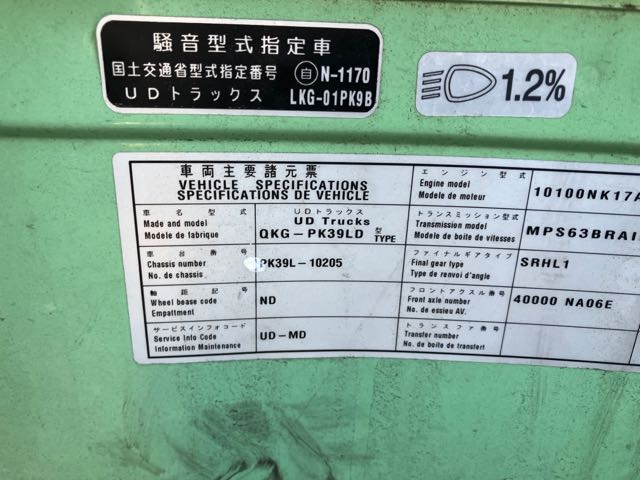 騒音型式指定車
国土交通省型式指定番号 自 N-1170
UDトラックス LKG-01PK9B
1.2%
車両主要諸元票
VEHICLE SPECIFICATIONS
SPECIFICATIONS DE VEHICLE
車名型式
Made and model
Modele de fabrique
UDトラックス
UD Trucks
QKG-PK39LD 型 TYPE
車台番号
Chassis number
No. de chassis
PK39L-10205
軸距記号
Wheel bease code
Empattment
ND
サービスインフォコード
Service Info Code
Information Maintenance
UD-MD
エンジン型式
Engine model
Modele de moteur
10100NK17A
トランスミッション型式
Transmission model
Modele de boite de vitesses
MPS63BRAI
ファイナルギアタイプ
Final gear type
Type de renvoi d'angle
SRHL1
フロントアクスル番号
Front axle number
No. de essieu AV.
40000 NA06E
トランスファ番号
Transfer number
No. de boite de transfert